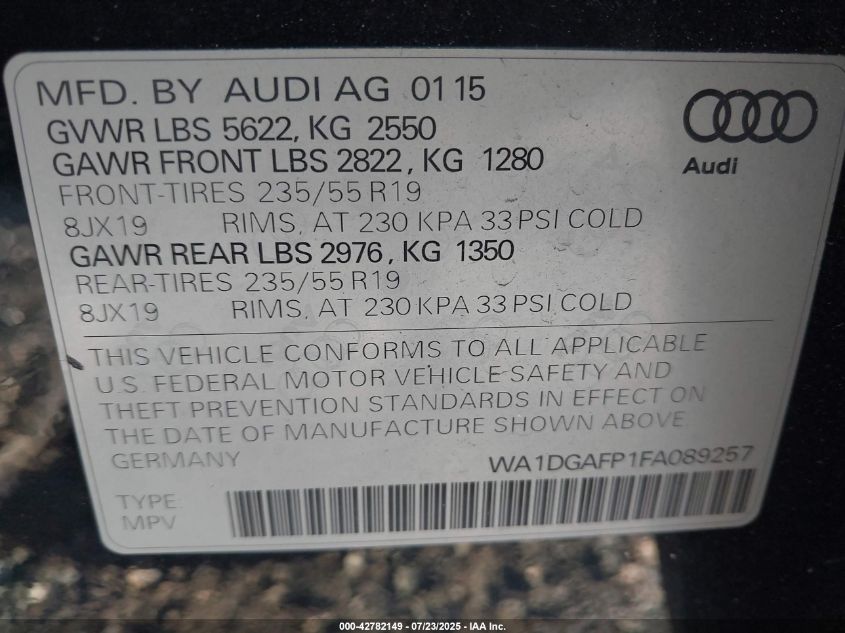 MFD. BY AUDI AG 01 15
GVWR LBS 5622, KG 2550
GAWR FRONT LBS 2822, KG 1280
FRONT-TIRES 235/55 R19
8JX19 RIMS, AT 230 KPA 33 PSI COLD
GAWR REAR LBS 2976, KG 1350
REAR-TIRES 235/55 R19
8JX19 RIMS, AT 230 KPA 33 PSI COLD
Audi
THIS VEHICLE CONFORMS TO ALL APPLICABLE
U.S. FEDERAL MOTOR VEHICLE SAFETY AND
THEFT PREVENTION STANDARDS IN EFFECT ON
THE DATE OF MANUFACTURE SHOWN ABOVE
GERMANY WA1DGAFP1FA089257
TYPE:
MPV
000-42782149 - 07/23/2025 - IAA Inc.